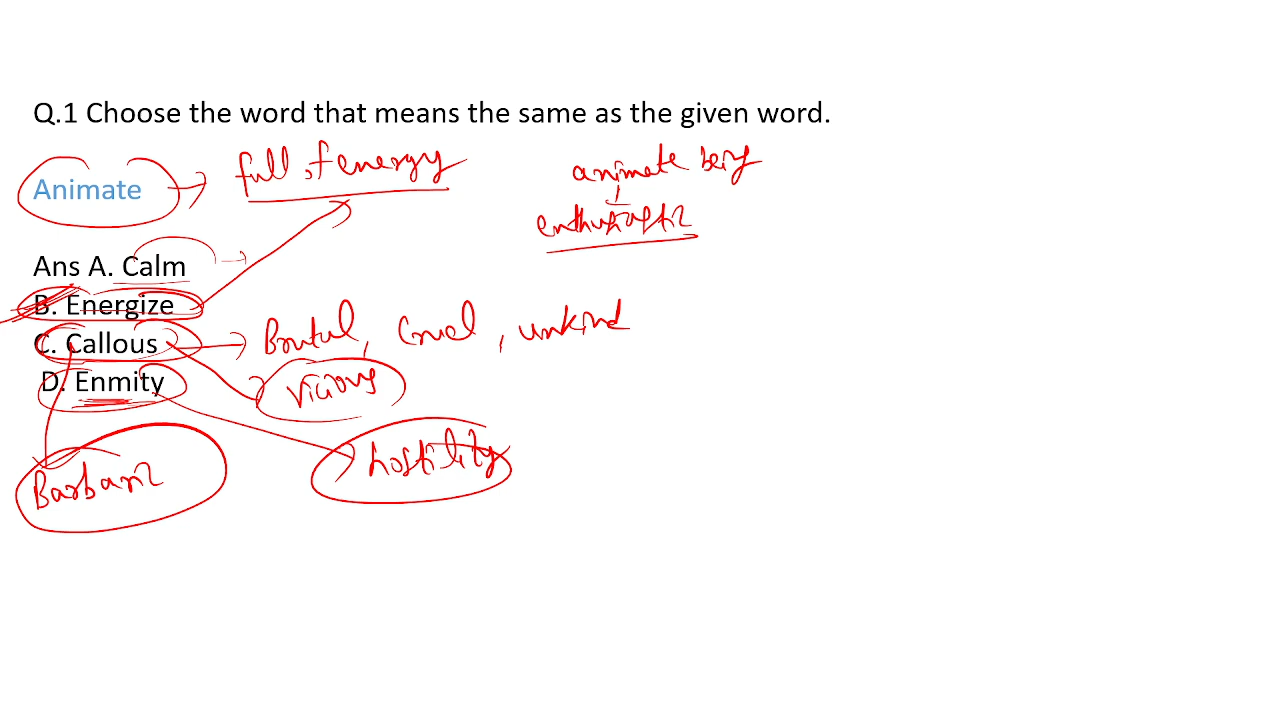 Q.1 Choose the word that means the same as the given word.
Animate
full of energy
animate being
enthusiastic
Ans A. Calm
B. Energize
C. Callous
Brutal, Cruel, unkind
D. Enmity
Vicious
hostility
Barbaric